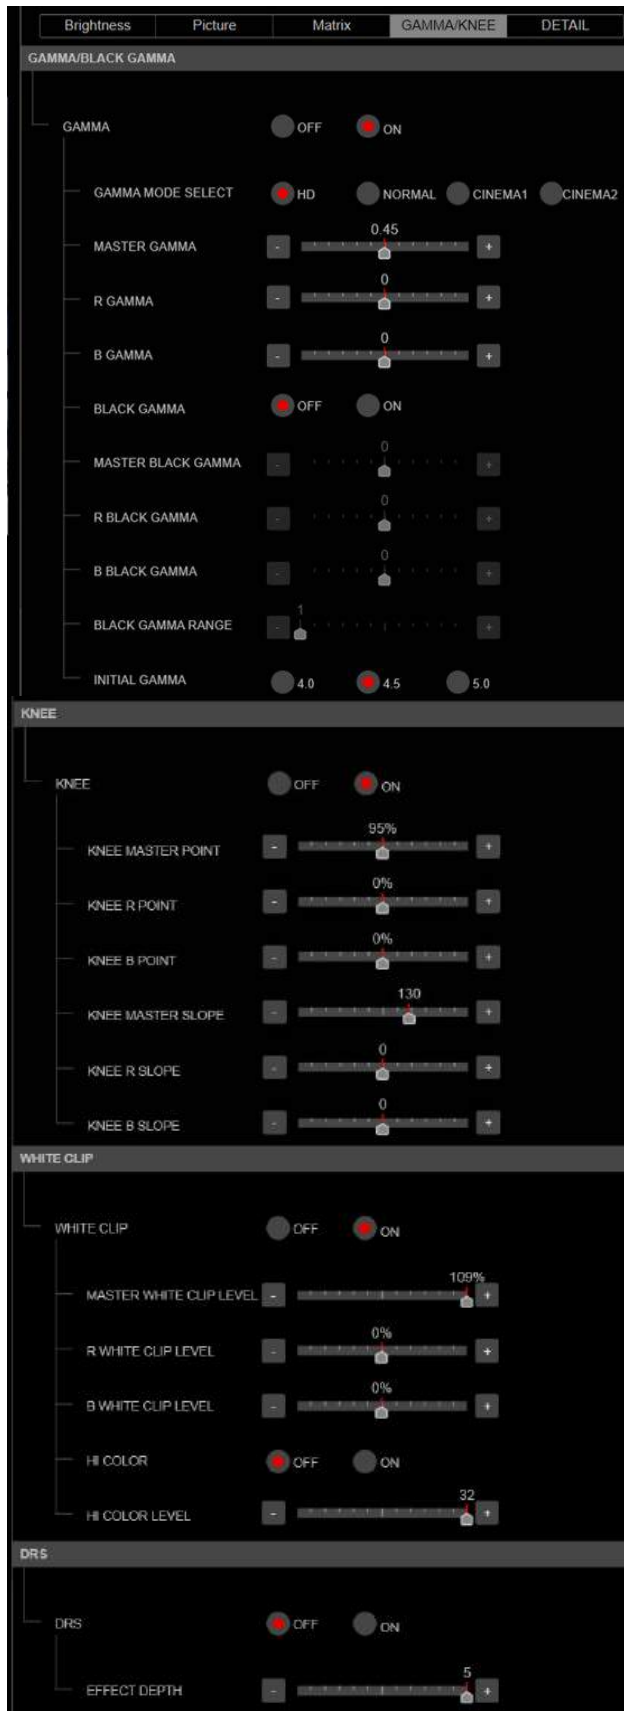 Brightness Picture Matrix GAMMA/KNEE DETAIL
GAMMA/BLACK GAMMA
GAMMA OFF ON
GAMMA MODE SELECT HD NORMAL CINEMA1 CINEMA2
0.45
MASTER GAMMA - +
0
R GAMMA - +
0
B GAMMA - +
BLACK GAMMA OFF ON
0
MASTER BLACK GAMMA - +
0
R BLACK GAMMA - +
0
B BLACK GAMMA - +
1
BLACK GAMMA RANGE - +
INITIAL GAMMA 4.0 4.5 5.0
KNEE
KNEE OFF ON
95%
KNEE MASTER POINT - +
0%
KNEE R POINT - +
0%
KNEE B POINT - +
130
KNEE MASTER SLOPE - +
0
KNEE R SLOPE - +
0
KNEE B SLOPE - +
WHITE CLIP
WHITE CLIP OFF ON
109%
MASTER WHITE CLIP LEVEL - +
0%
R WHITE CLIP LEVEL - +
0%
B WHITE CLIP LEVEL - +
HI COLOR OFF ON
32
HI COLOR LEVEL - +
DRS
DRS OFF ON
5
EFFECT DEPTH - +